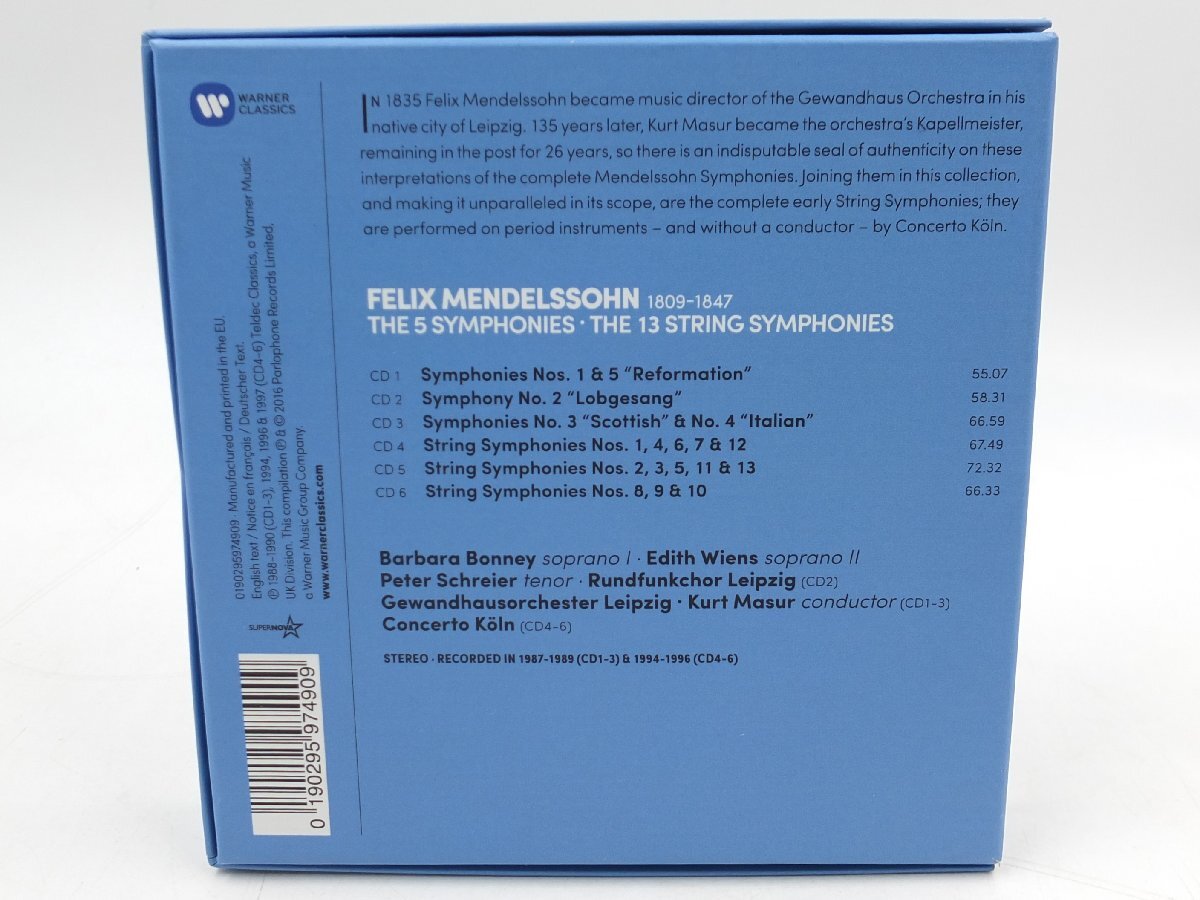 WARNER
CLASSICS
IN 1835 Felix Mendelssohn became music director of the Gewandhaus Orchestra in his
native city of Leipzig. 135 years later, Kurt Masur became the orchestra's Kapellmeister,
remaining in the post for 26 years, so there is an indisputable seal of authenticity on these
interpretations of the complete Mendelssohn Symphonies. Joining them in this collection,
and making it unparalleled in its scope, are the complete early String Symphonies; they
are performed on period instruments – and without a conductor – by Concerto Köln.
FELIX MENDELSSOHN 1809-1847
THE 5 SYMPHONIES · THE 13 STRING SYMPHONIES
CD 1 Symphonies Nos. 1 & 5 “Reformation” 55.07
CD 2 Symphony No. 2 “Lobgesang” 58.31
CD 3 Symphonies No. 3 “Scottish” & No. 4 “Italian” 66.59
CD 4 String Symphonies Nos. 1, 4, 6, 7 & 12 67.49
CD 5 String Symphonies Nos. 2, 3, 5, 11 & 13 72.32
CD 6 String Symphonies Nos. 8, 9 & 10 66.33
Barbara Bonney soprano I · Edith Wiens soprano II
Peter Schreier tenor · Rundfunkchor Leipzig (CD2)
Gewandhausorchester Leipzig · Kurt Masur conductor (CD1-3)
Concerto Köln (CD4-6)
STEREO · RECORDED IN 1987-1989 (CD1-3) & 1994-1996 (CD4-6)
0190295974909 · Manufactured and printed in the EU.
English text / Notice en français / Deutscher Text.
℗ 1988-1990 (CD1-3), 1994, 1996 & 1997 (CD4-6) Teldec Classics, a Warner Music
UK Division. This compilation ℗ & © 2016 Parlophone Records Limited,
a Warner Music Group Company.
www.warnerclassics.com
SUPERNOVA
0 190295 974909